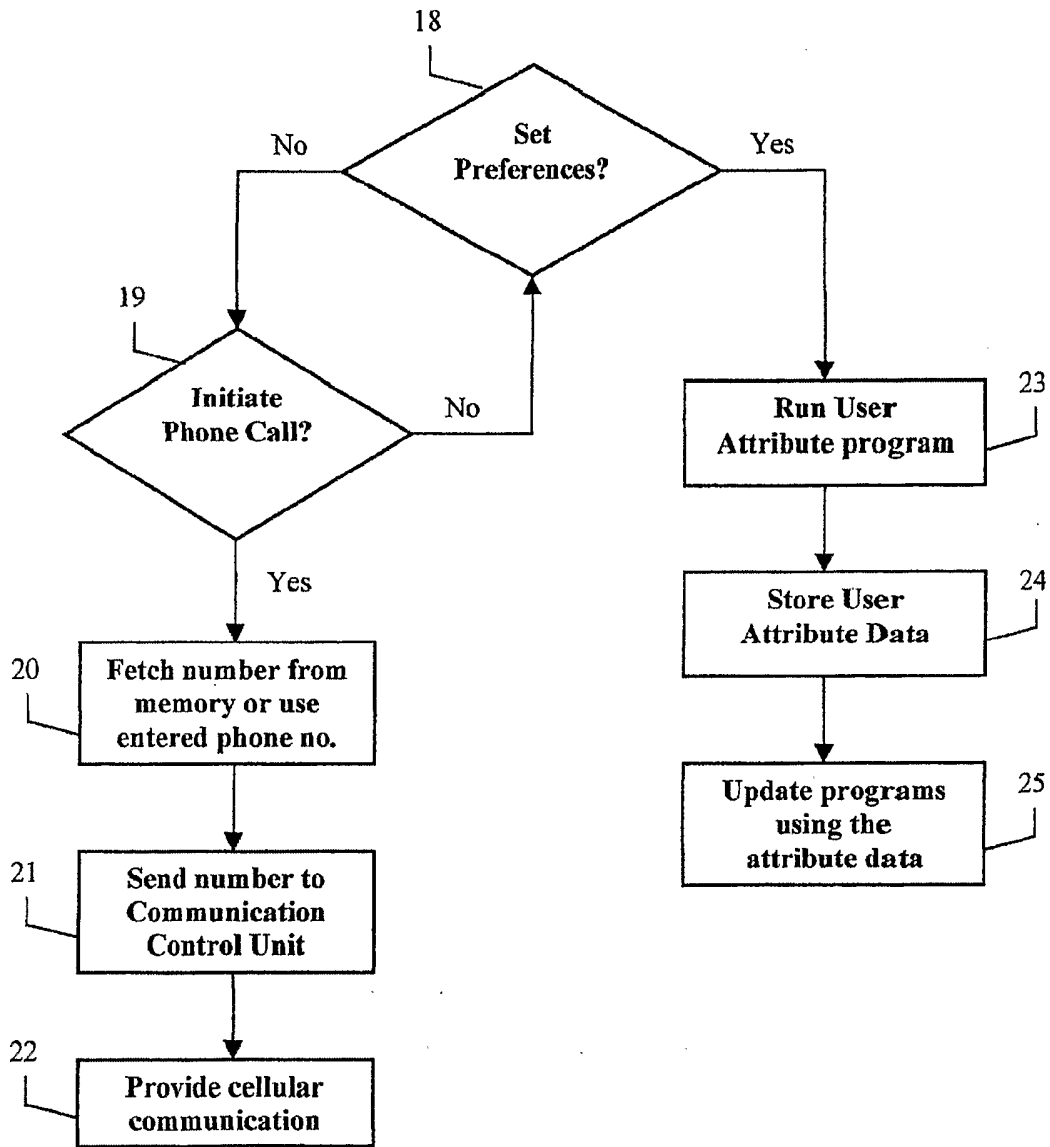 18
Set
Preferences?
No
Yes
19
Initiate
Phone Call?
No
Yes
23
Run User
Attribute program
24
Store User
Attribute Data
20
Fetch number from
memory or use
entered phone no.
25
Update programs
using the
attribute data
21
Send number to
Communication
Control Unit
22
Provide cellular
communication